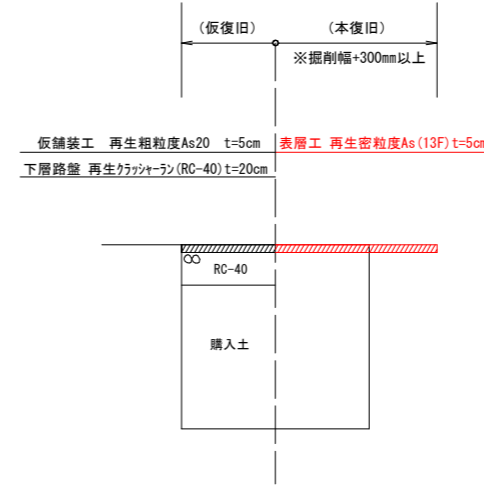 (仮復旧) (本復旧)
※掘削幅+300mm以上
仮舗装工 再生粗粒度As20 t=5cm 表層工 再生密粒度As(13F)t=5cm
下層路盤 再生クラッシャーラン(RC-40)t=20cm
RC-40
購入土